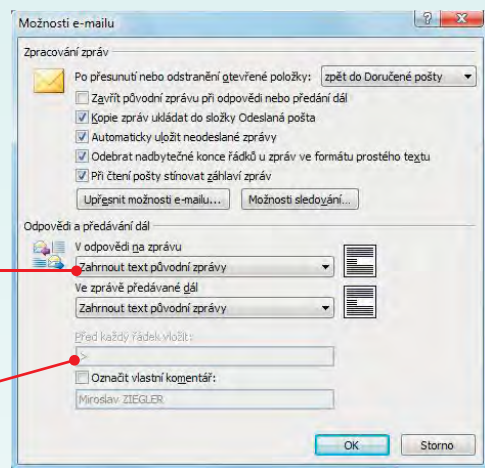 Možnosti e-mailu
Zpracování zpráv
Po přesunutí nebo odstranění otevřené položky: zpět do Doručené pošty
Zavřít původní zprávu při odpovědi nebo předání dál
Kopie zpráv ukládat do složky Odeslaná pošta
Automaticky uložit neodeslané zprávy
Odebrat nadbytečné konce řádků u zpráv ve formátu prostého textu
Při čtení pošty stínovat záhlaví zpráv
Upřesnit možnosti e-mailu... Možnosti sledování...
Odpovědi a předávání dál
V odpovědi na zprávu
Zahrnout text původní zprávy
Ve zprávě předávané dál
Zahrnout text původní zprávy
Před každý řádek vložit:
>
Označit vlastní komentář:
Miroslav ZIEGLER
OK Storno